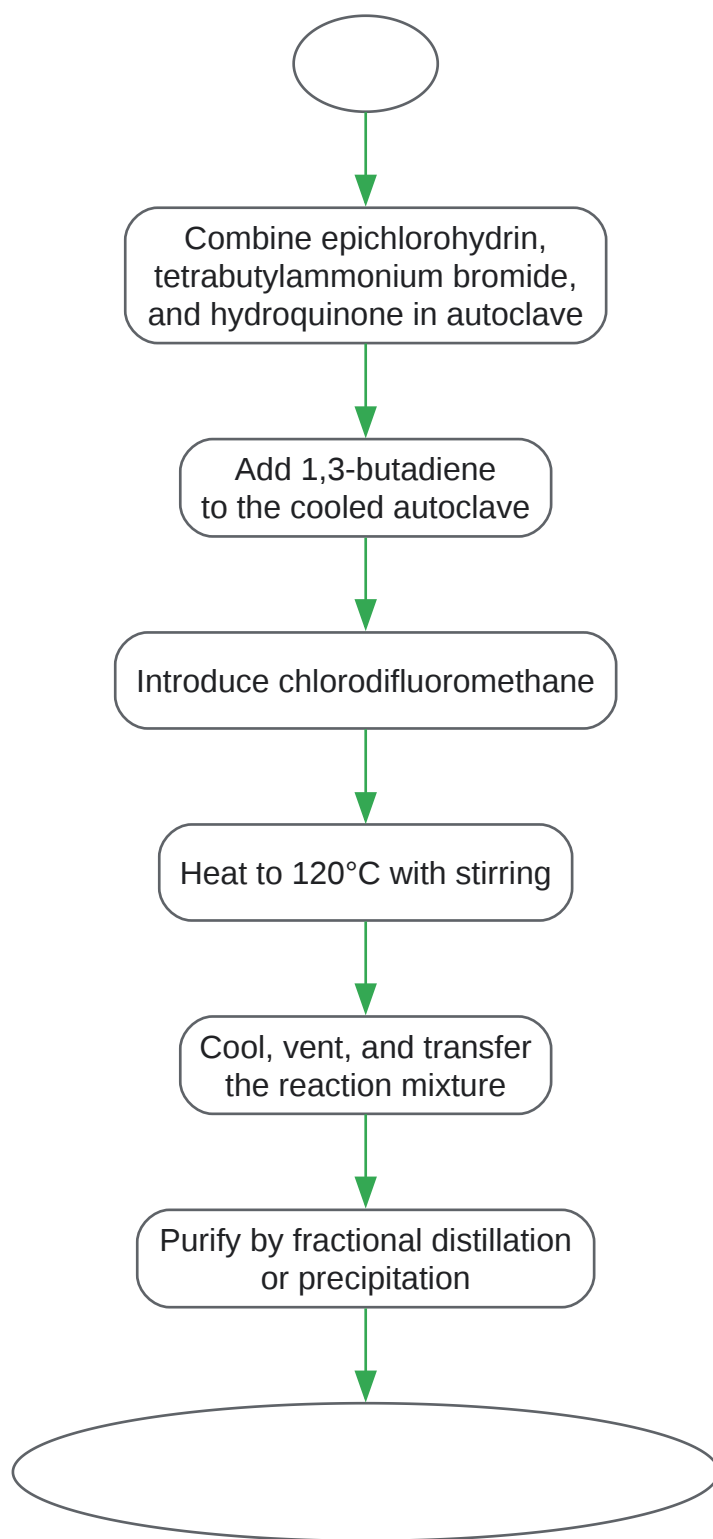 Combine epichlorohydrin,
tetrabutylammonium bromide,
and hydroquinone in autoclave
Add 1,3-butadiene
to the cooled autoclave
Introduce chlorodifluoromethane
Heat to 120°C with stirring
Cool, vent, and transfer
the reaction mixture
Purify by fractional distillation
or precipitation